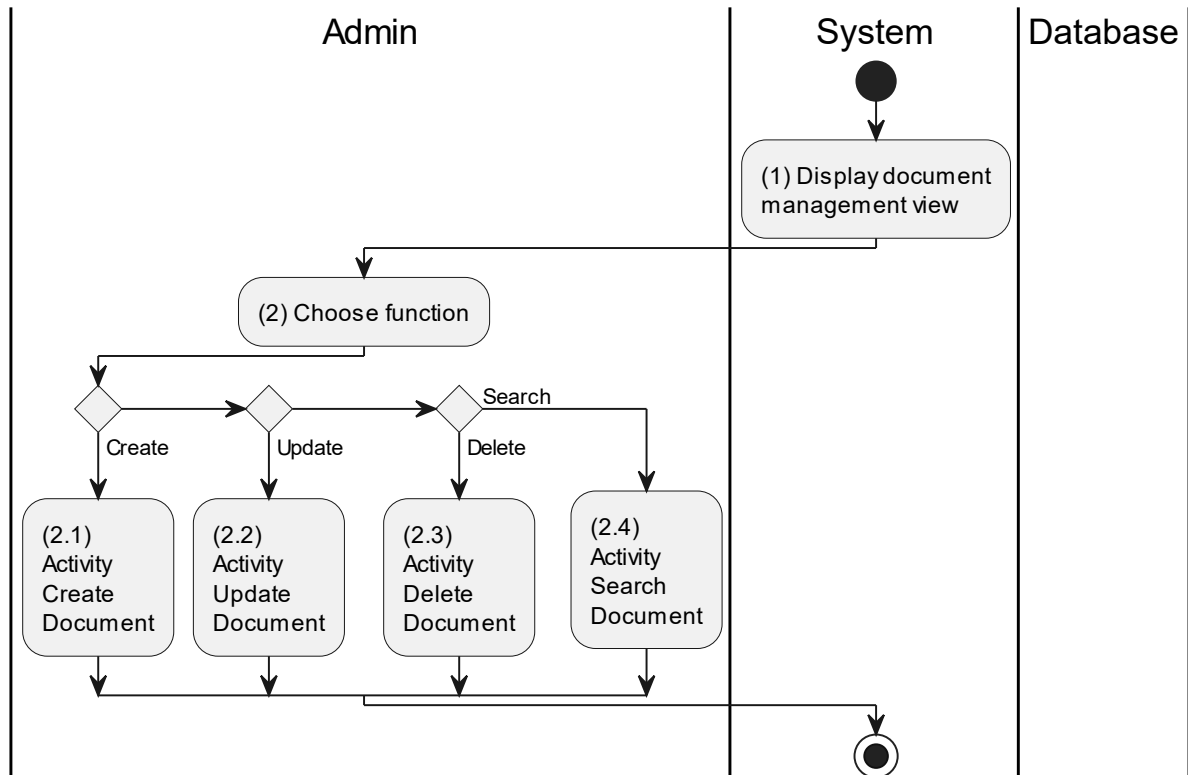 Admin
System
Database
(1) Display document
management view
(2) Choose function
Search
Create
Update
Delete
(2.1)
Activity
Create
Document
(2.2)
Activity
Update
Document
(2.3)
Activity
Delete
Document
(2.4)
Activity
Search
Document